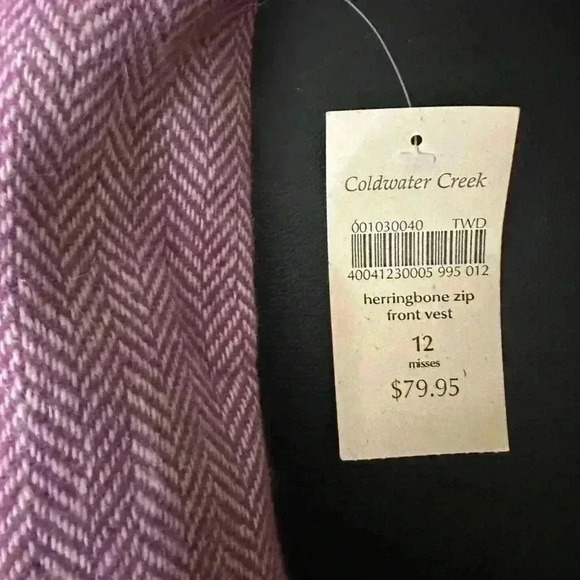 Coldwater Creek
001030040 TWD
40041230005 995 012
herringbone zip
front vest
12
misses
$79.95